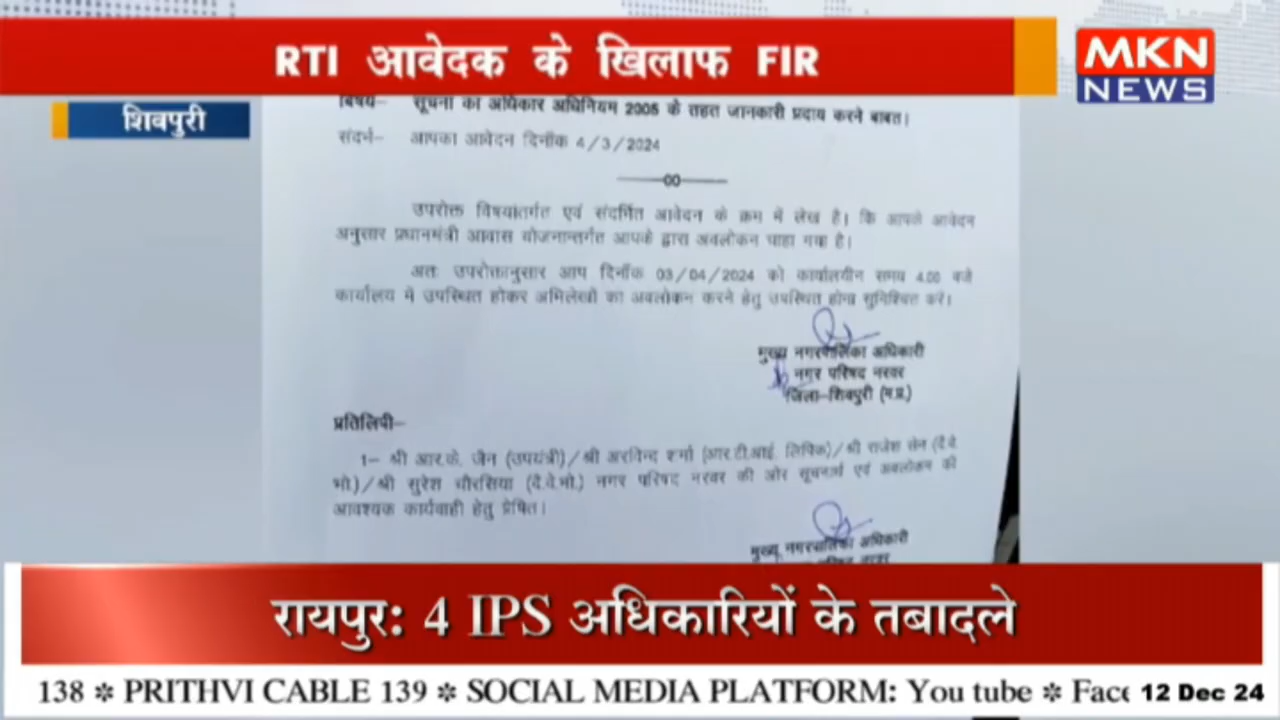 RTI आवेदक के खिलाफ FIR
MKN
NEWS
शिवपुरी
विषय– सूचना का अधिकार अधिनियम 2005 के तहत जानकारी प्रदाय करने बाबत।
संदर्भ– आपका आवेदन दिनॉक 4/3/2024
00
उपरोक्त विषयांतर्गत एवं संदर्भित आवेदन के क्रम में लेख है। कि आपके आवेदन
अनुसार प्रधानमंत्री आवास योजनान्तर्गत आपके द्वारा अवलोकन चाहा गया है।
अतः उपरोक्तानुसार आप दिनॉक 03/04/2024 को कार्यालयीन समय 4.00 बजे
कार्यालय में उपस्थित होकर अभिलेखों का अवलोकन करने हेतु उपस्थित होना सुनिश्चित करें।
मुख्य नगरपालिका अधिकारी
नगर परिषद नरवर
जिला–शिवपुरी (म.प्र.)
प्रतिलिपी–
1– श्री आर.के. जैन (उपयंत्री)/श्री अरविन्द शर्मा (आर.टी.आई. लिपिक)/श्री राजेश सेन (दै.वे.
भो.)/श्री सुरेश चौरसिया (दै.वे.भो.) नगर परिषद नरवर की ओर सूचनार्थ एवं अवलोकन की
आवश्यक कार्यवाही हेतु प्रेषित।
मुख्य नगरपालिका अधिकारी
रायपुर: 4 IPS अधिकारियों के तबादले
138 ✲ PRITHVI CABLE 139 ✲ SOCIAL MEDIA PLATFORM: You tube ✲ Face 12 Dec 24